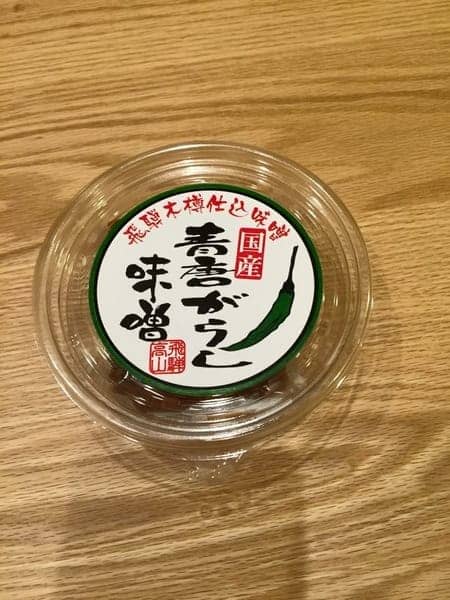 飛騨木樽仕込味噌
国産
青唐がらし
味噌
飛騨
高山